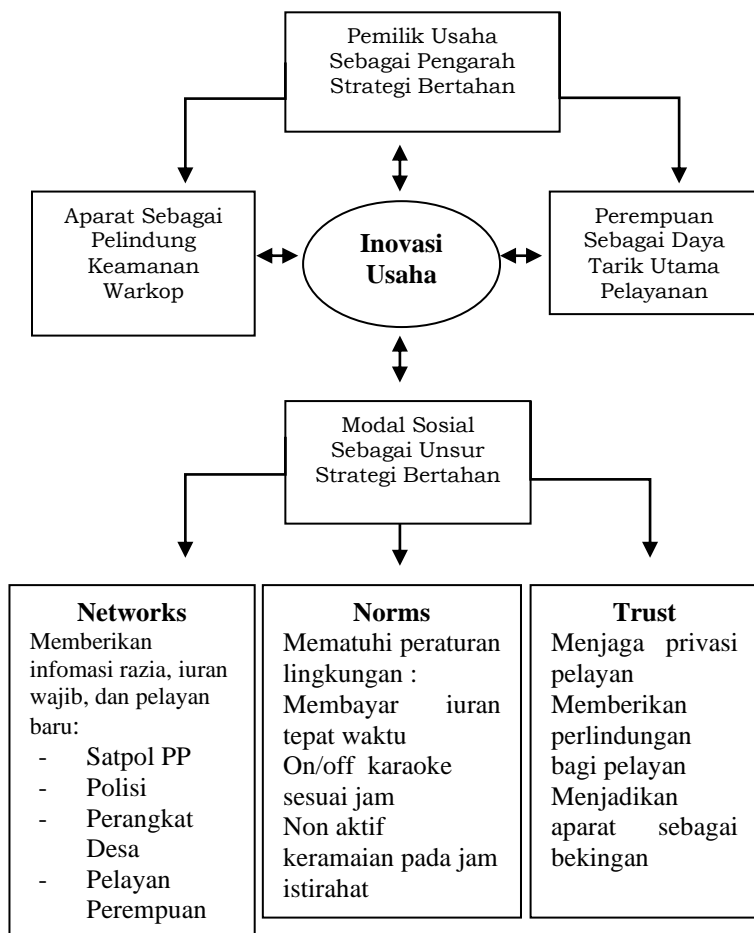 Pemilik Usaha
Sebagai Pengarah
Strategi Bertahan
Aparat Sebagai
Pelindung
Keamanan
Warkop
Inovasi
Usaha
Perempuan
Sebagai Daya
Tarik Utama
Pelayanan
Modal Sosial
Sebagai Unsur
Strategi Bertahan
Networks
Memberikan
infomasi razia, iuran
wajib, dan pelayan
baru:
- Satpol PP
- Polisi
- Perangkat
Desa
- Pelayan
Perempuan
Norms
Mematuhi peraturan
lingkungan :
Membayar iuran
tepat waktu
On/off karaoke
sesuai jam
Non aktif
keramaian pada jam
istirahat
Trust
Menjaga privasi
pelayan
Memberikan
perlindungan
bagi pelayan
Menjadikan
aparat sebagai
bekingan